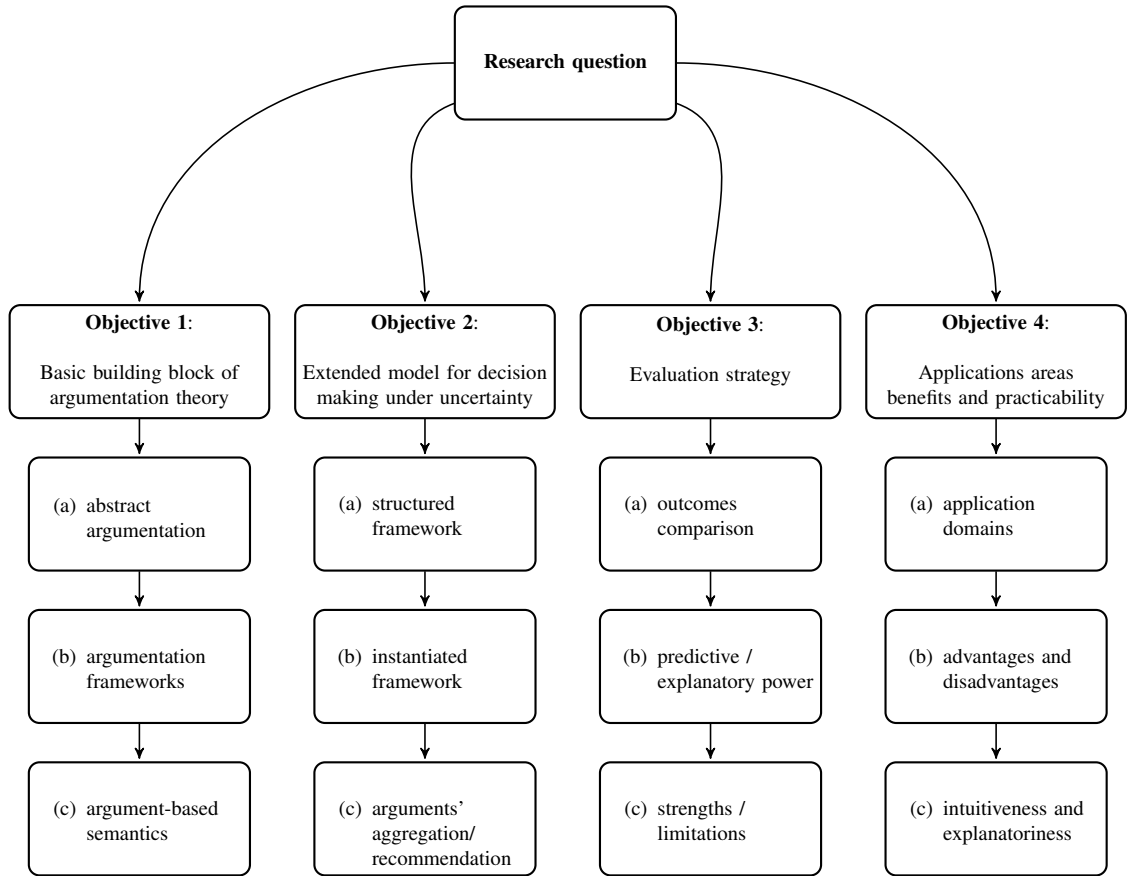 Research question
Objective 1:
Basic building block of
argumentation theory
(a) abstract
argumentation
(b) argumentation
frameworks
(c) argument-based
semantics
Objective 2:
Extended model for decision
making under uncertainty
(a) structured
framework
(b) instantiated
framework
(c) arguments’
aggregation/
recommendation
Objective 3:
Evaluation strategy
(a) outcomes
comparison
(b) predictive /
explanatory power
(c) strengths /
limitations
Objective 4:
Applications areas
benefits and practicability
(a) application
domains
(b) advantages and
disadvantages
(c) intuitiveness and
explanatoriness